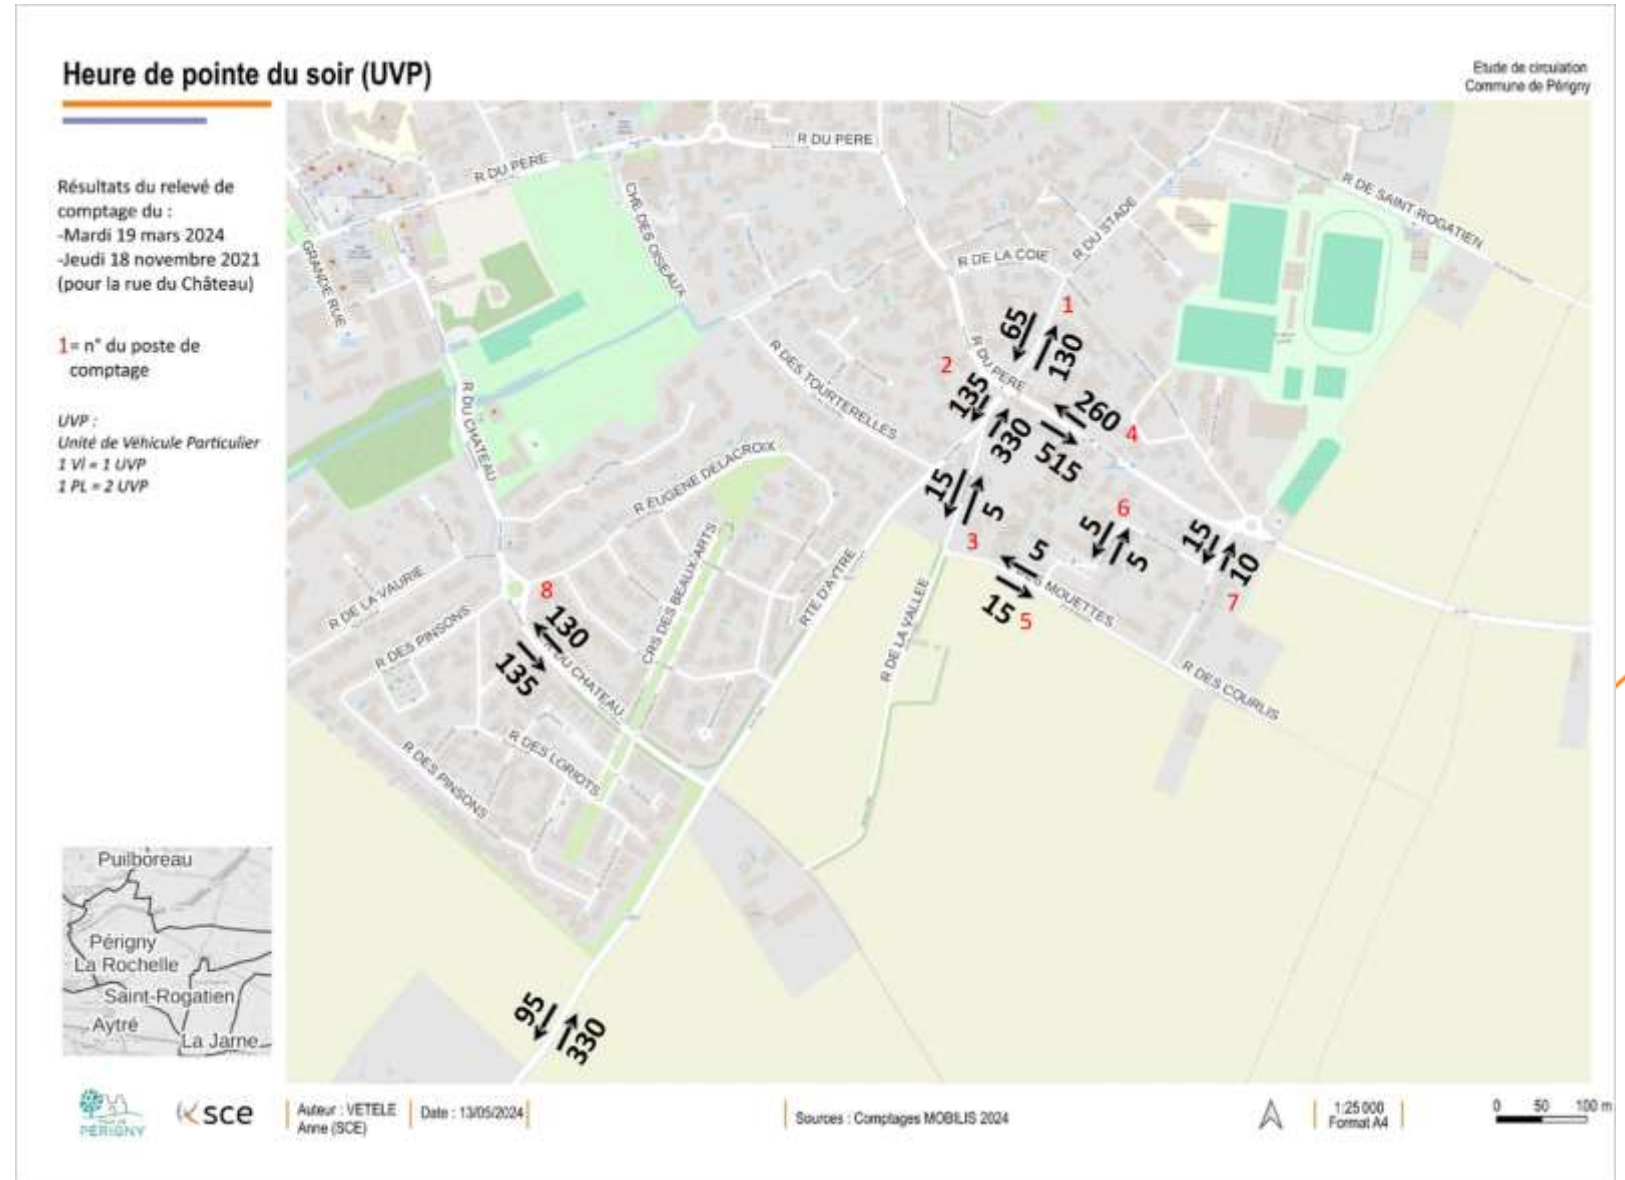 Heure de pointe du soir (UVP)
Etude de circulation
Commune de Périgny
Résultats du relevé de
comptage du :
-Mardi 19 mars 2024
-Jeudi 18 novembre 2021
(pour la rue du Château)
1= n° du poste de
comptage
UVP :
Unité de Véhicule Particulier
1 Vl = 1 UVP
1 PL = 2 UVP
R DU PERE
R DU PERE
R DE SAINT-ROGATIEN
CHE DES OISEAUX
GRANDE RUE
R DU STADE
R DE LA COIE
1
65
130
R DU PERE
2
135
330
260
515
4
R DES TOURTERELLES
R DU CHATEAU
R EUGENE DELACROIX
15
5
3
6
5
5
15
10
7
5
15
5
MOUETTES
R DES COURLIS
R DE LA VALLEE
RTE D'AYTRE
CRS DES BEAUX ARTS
R DE LA VAURIE
R DES PINSONS
8
130
135
DU CHATEAU
R DES LORIOTS
R DES PINSONS
95
330
Puilboreau
Périgny
La Rochelle
Saint-Rogatien
Aytré
La Jarne
PÉRIGNY
sce
Auteur : VETELE
Anne (SCE)
Date : 13/05/2024
Sources : Comptages MOBILIS 2024
1:25 000
Format A4
0 50 100 m